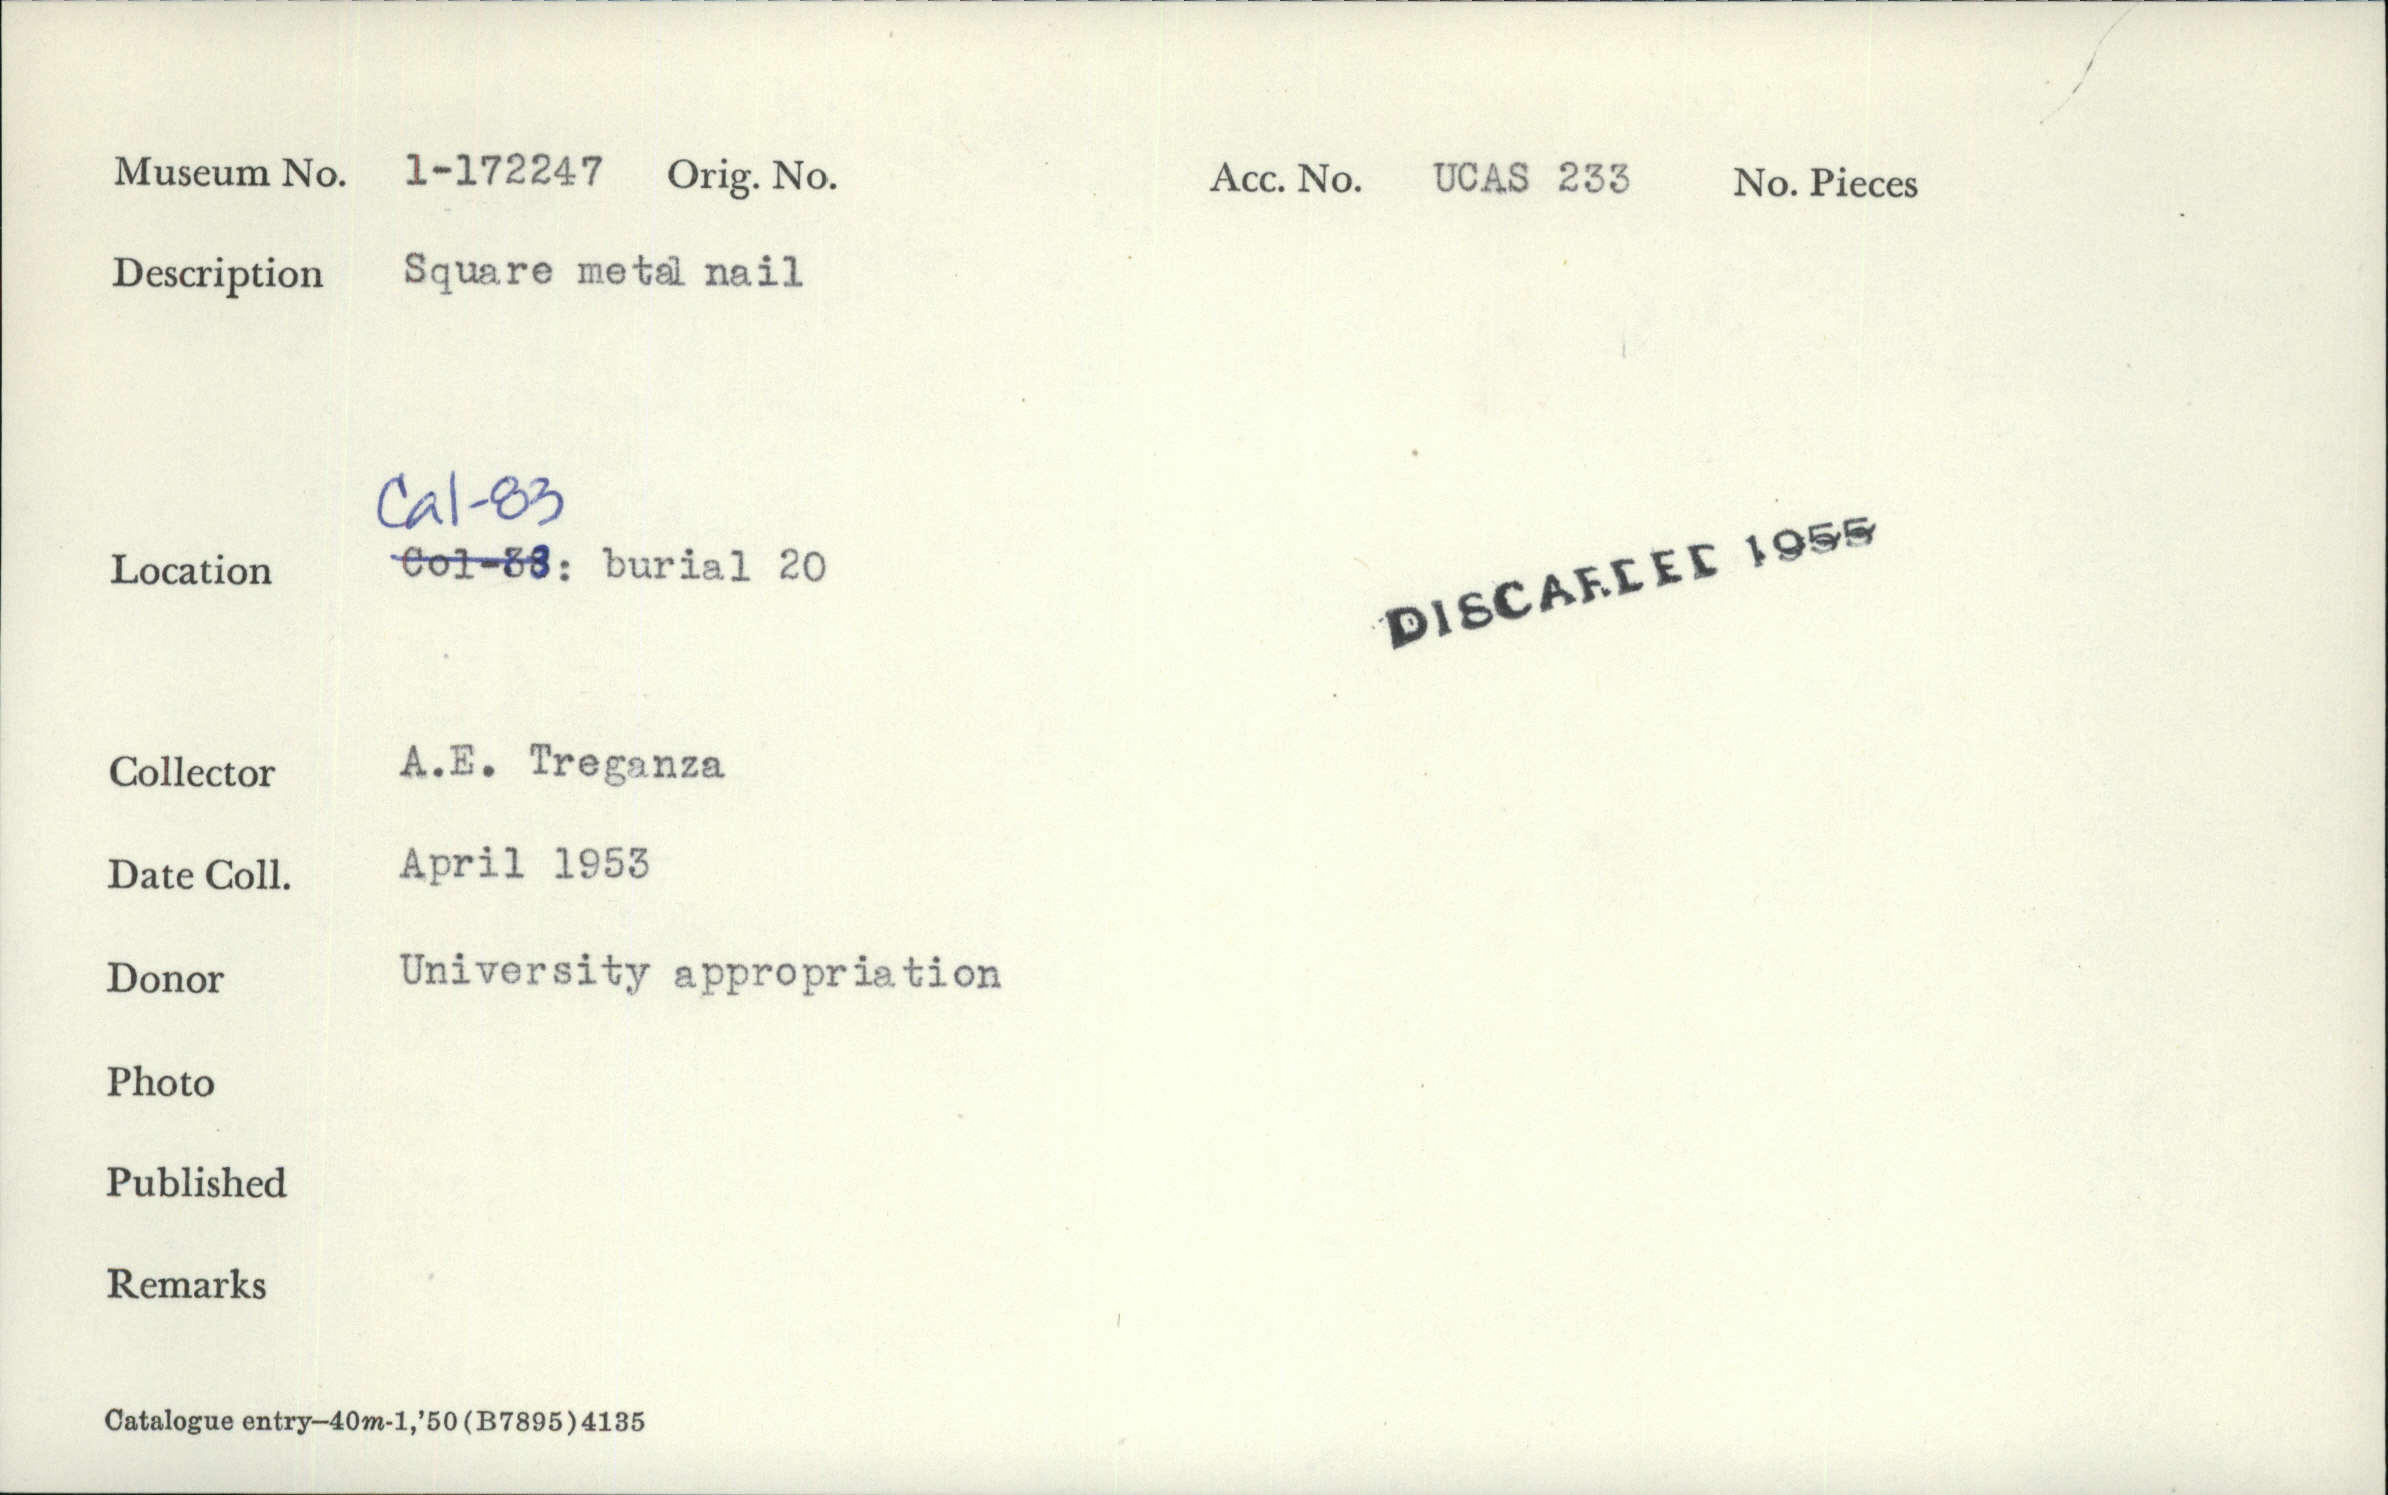 Museum No. 1-172247 Orig. No. Acc. No. UCAS 233 No. Pieces
Description Square metal nail
Cal-83
Location Col-83: burial 20
DISCARDED 1955
Collector A.E. Treganza
Date Coll. April 1953
Donor University appropriation
Photo
Published
Remarks
Catalogue entry—40m-1,'50(B7895)4135